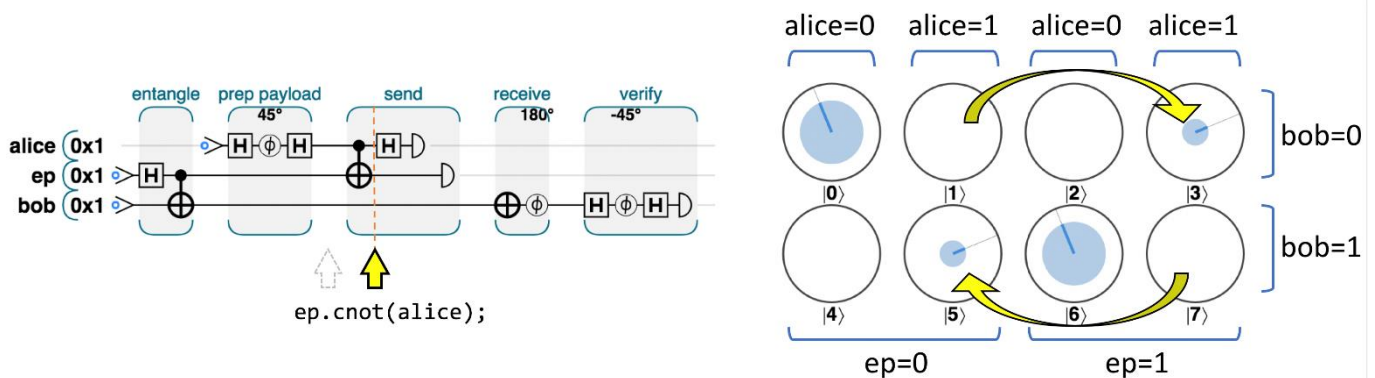 entangle prep payload send receive verify
45° 180° -45°
alice 0x1 H ϕ H H
ep 0x1 H
bob 0x1 ϕ H ϕ H
ep.cnot(alice);
alice=0 alice=1 alice=0 alice=1
|0⟩ |1⟩ |2⟩ |3⟩
bob=0
|4⟩ |5⟩ |6⟩ |7⟩
bob=1
ep=0 ep=1